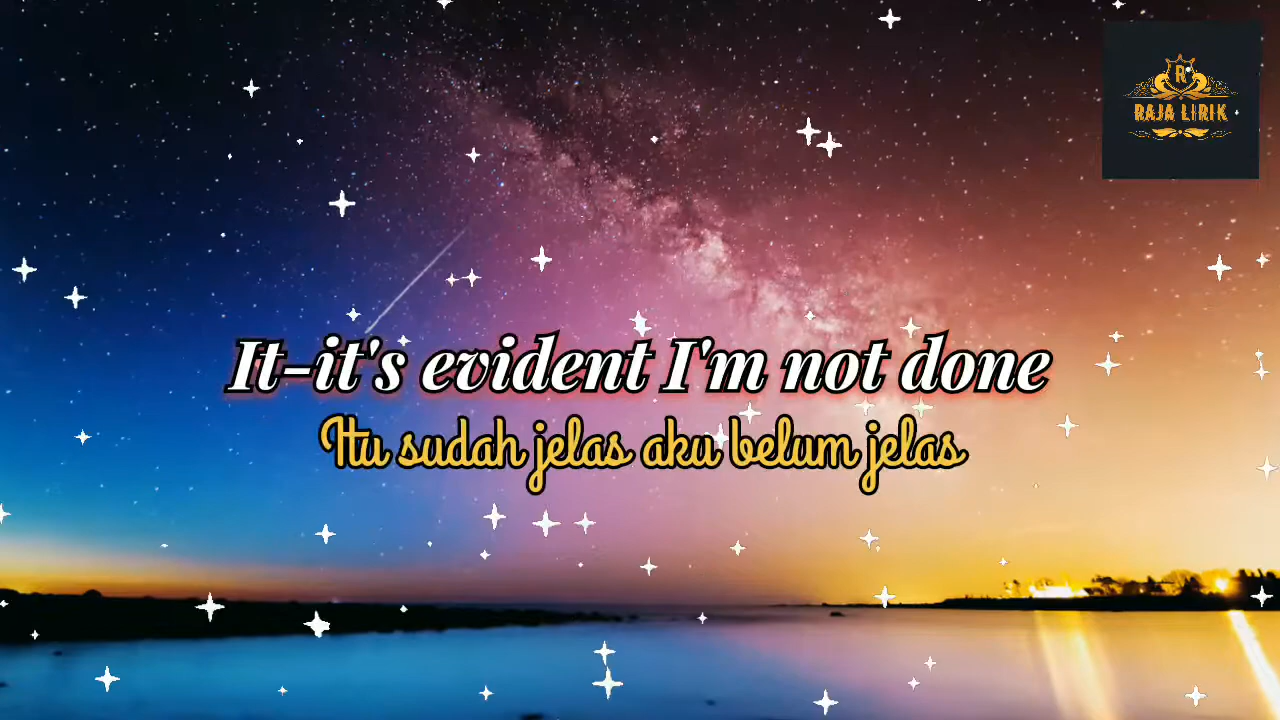 R
RAJA LIRIK
It-it's evident I'm not done
Itu sudah jelas aku belum jelas